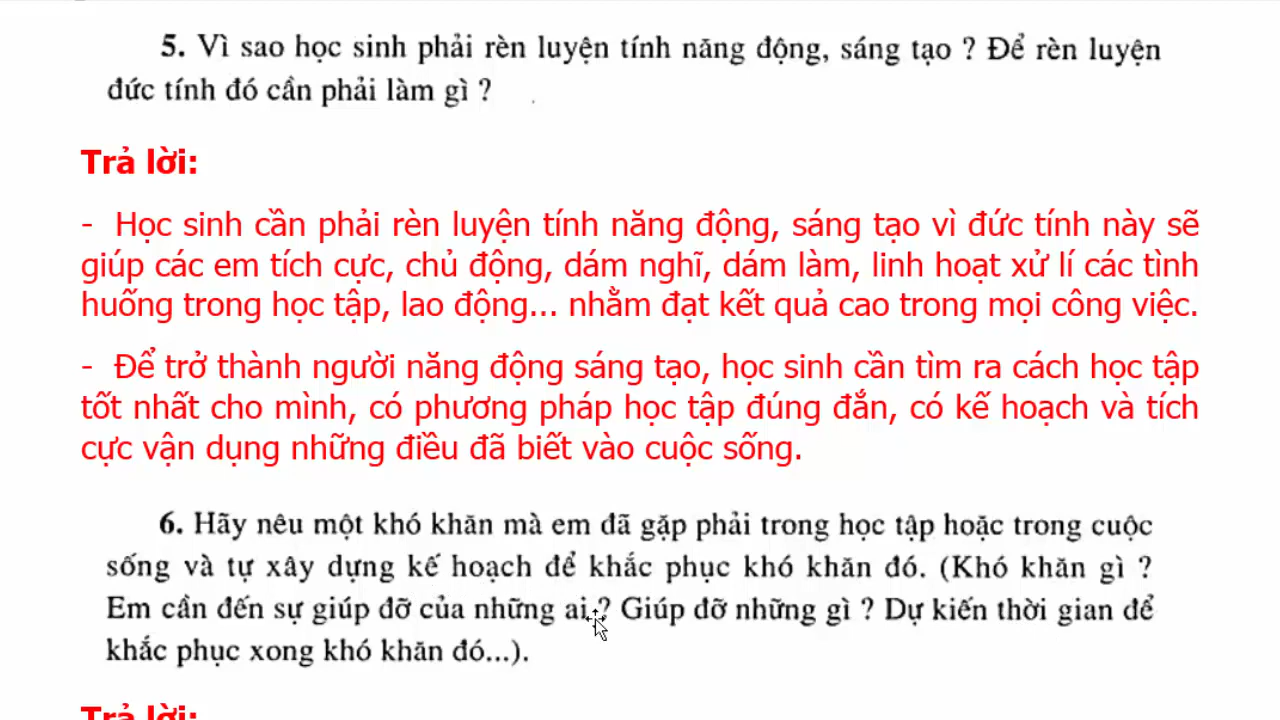 5. Vì sao học sinh phải rèn luyện tính năng động, sáng tạo ? Để rèn luyện
đức tính đó cần phải làm gì ?
Trả lời:
- Học sinh cần phải rèn luyện tính năng động, sáng tạo vì đức tính này sẽ
giúp các em tích cực, chủ động, dám nghĩ, dám làm, linh hoạt xử lí các tình
huống trong học tập, lao động... nhằm đạt kết quả cao trong mọi công việc.
- Để trở thành người năng động sáng tạo, học sinh cần tìm ra cách học tập
tốt nhất cho mình, có phương pháp học tập đúng đắn, có kế hoạch và tích
cực vận dụng những điều đã biết vào cuộc sống.
6. Hãy nêu một khó khăn mà em đã gặp phải trong học tập hoặc trong cuộc
sống và tự xây dựng kế hoạch để khắc phục khó khăn đó. (Khó khăn gì ?
Em cần đến sự giúp đỡ của những ai ? Giúp đỡ những gì ? Dự kiến thời gian để
khắc phục xong khó khăn đó...).
Trả lời: